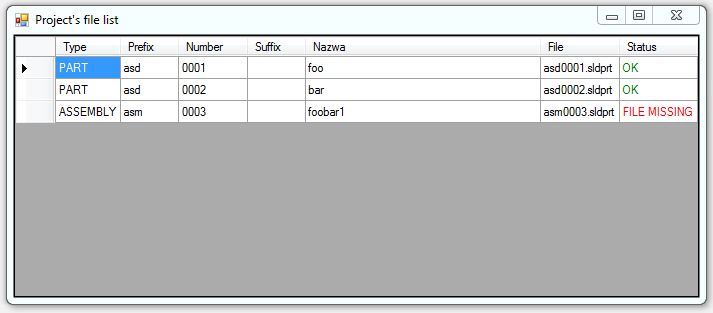 Project's file list
Type Prefix Number Suffix Nazwa File Status
PART asd 0001 foo asd0001.sldprt OK
PART asd 0002 bar asd0002.sldprt OK
ASSEMBLY asm 0003 foobar1 asm0003.sldprt FILE MISSING